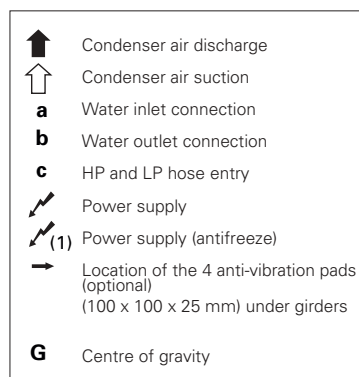 Condenser air discharge
Condenser air suction
a Water inlet connection
b Water outlet connection
c HP and LP hose entry
Power supply
(1) Power supply (antifreeze)
Location of the 4 anti-vibration pads
(optional)
(100 x 100 x 25 mm) under girders
G Centre of gravity